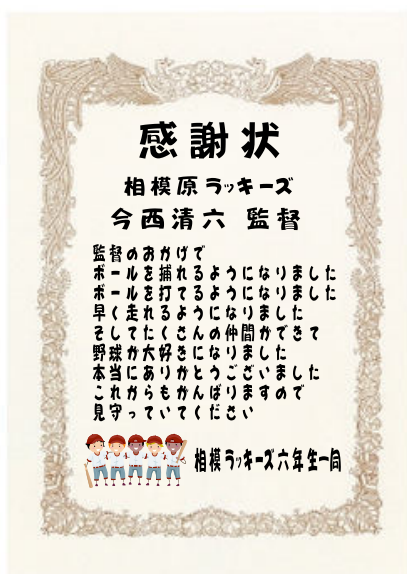 感謝状
相模原ラッキーズ
今西清六 監督
監督のおかげで
ボールを捕れるようになりました
ボールを打てるようになりました
早く走れるようになりました
そしてたくさんの仲間ができて
野球が大好きになりました
本当にありがとうございました
これからもがんばりますので
見守っていてください
相模ラッキーズ六年生一同